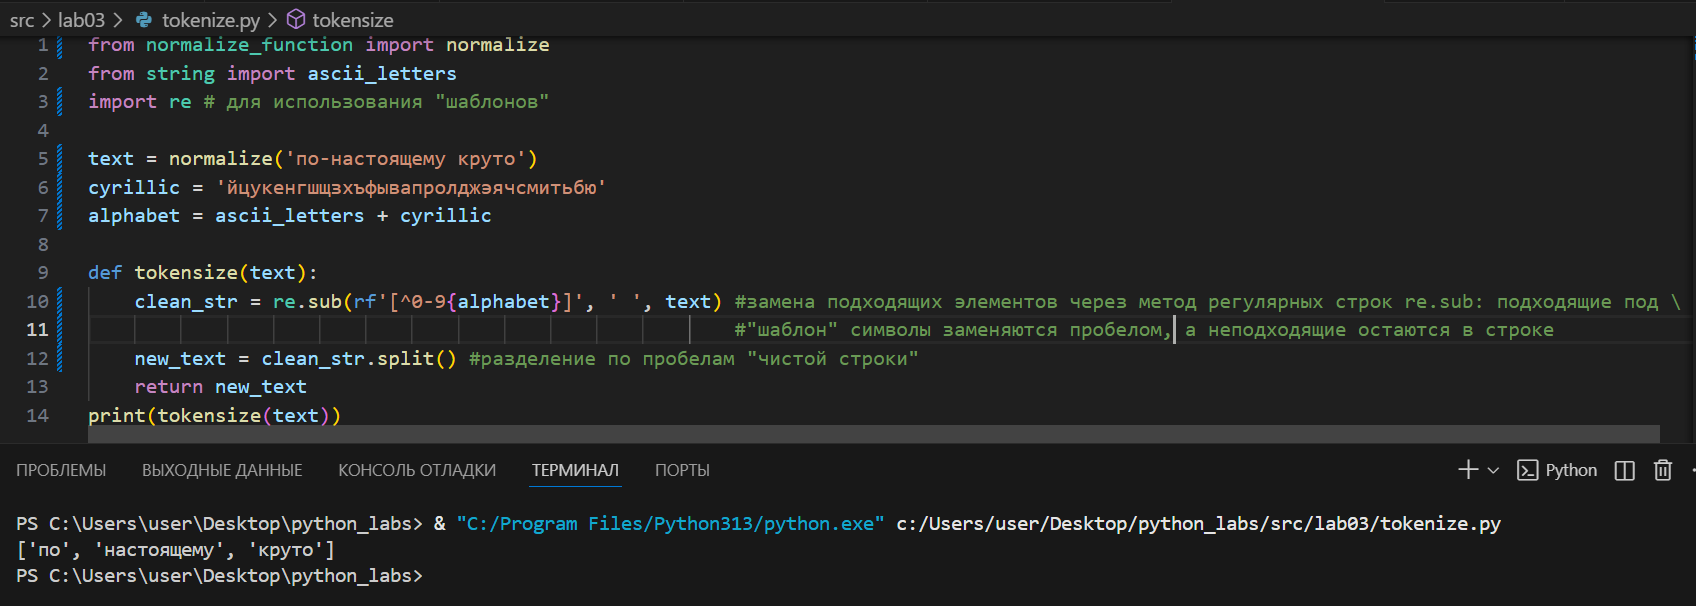 src > lab03 > tokenize.py > tokensize
1 from normalize_function import normalize
2 from string import ascii_letters
3 import re # для использования "шаблонов"
4
5 text = normalize('по-настоящему круто')
6 cyrillic = 'йцукенгшщзхъфывапролджэячсмитьбю'
7 alphabet = ascii_letters + cyrillic
8
9 def tokensize(text):
10 clean_str = re.sub(rf'[^0-9{alphabet}]', ' ', text) #замена подходящих элементов через метод регулярных строк re.sub: подходящие под \
11 #"шаблон" символы заменяются пробелом, а неподходящие остаются в строке
12 new_text = clean_str.split() #разделение по пробелам "чистой строки"
13 return new_text
14 print(tokensize(text))
ПРОБЛЕМЫ ВЫХОДНЫЕ ДАННЫЕ КОНСОЛЬ ОТЛАДКИ ТЕРМИНАЛ ПОРТЫ Python
PS C:\Users\user\Desktop\python_labs> & "C:/Program Files/Python313/python.exe" c:/Users/user/Desktop/python_labs/src/lab03/tokenize.py
['по', 'настоящему', 'круто']
PS C:\Users\user\Desktop\python_labs>